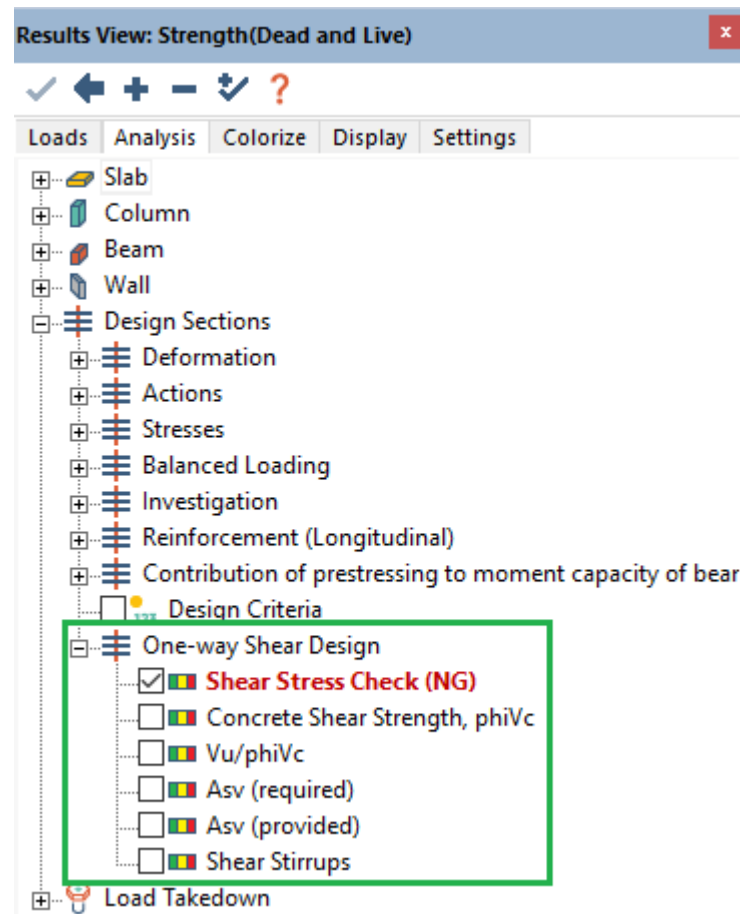 Results View: Strength(Dead and Live)
x
?
Loads Analysis Colorize Display Settings
Slab
Column
Beam
Wall
Design Sections
Deformation
Actions
Stresses
Balanced Loading
Investigation
Reinforcement (Longitudinal)
Contribution of prestressing to moment capacity of bear
Design Criteria
One-way Shear Design
Shear Stress Check (NG)
Concrete Shear Strength, phiVc
Vu/phiVc
Asv (required)
Asv (provided)
Shear Stirrups
Load Takedown